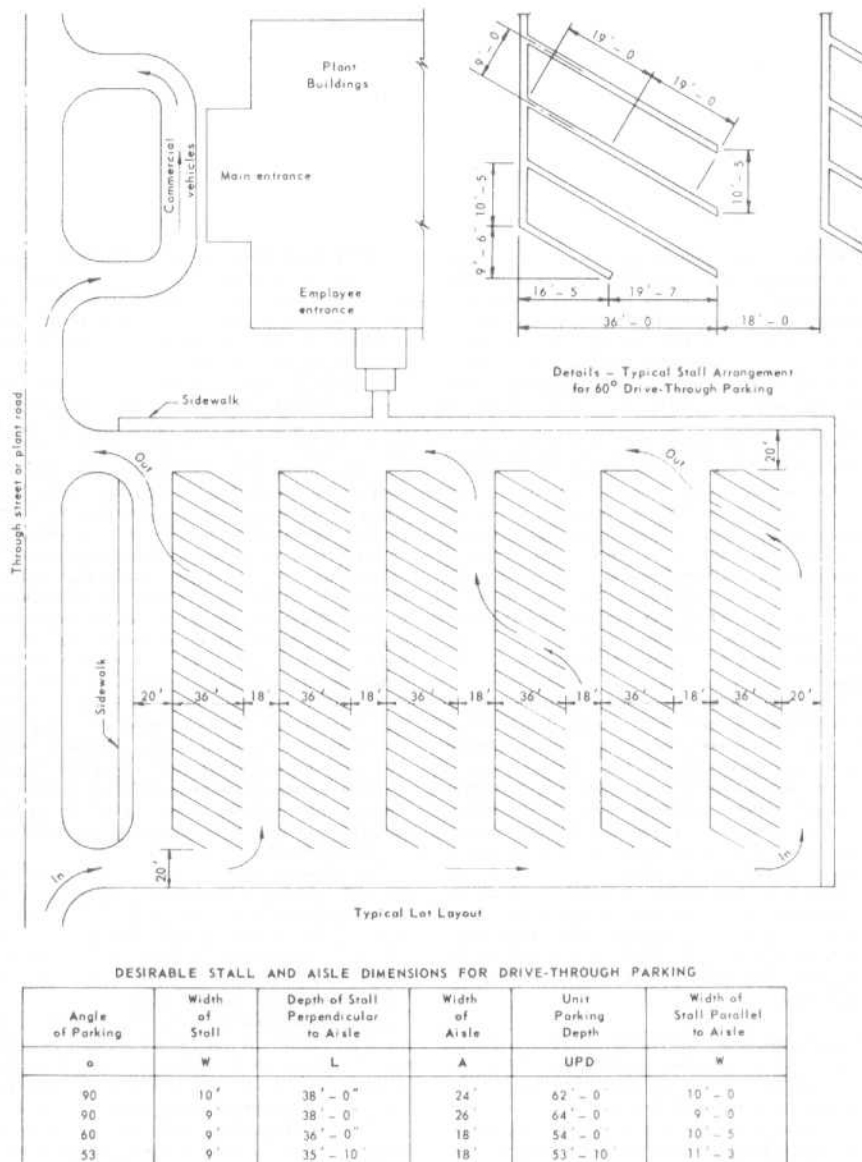 Plant
Buildings
Commercial
vehicles
Main entrance
Employee
entrance
19' - 0
19' - 0
9' - 0
10' - 5
10' - 5
9' - 6"
16' - 5
19' - 7
36' - 0
18' - 0
Details – Typical Stall Arrangement
for 60° Drive-Through Parking
Sidewalk
Through street or plant road
Out
Out
20'
Sidewalk
20' 36' 18' 36' 18' 36' 18' 36' 18' 36' 18' 36' 20'
20'
In
In
Typical Lot Layout
DESIRABLE STALL AND AISLE DIMENSIONS FOR DRIVE-THROUGH PARKING
Angle of Parking Width of Stall Depth of Stall Perpendicular to Aisle Width of Aisle Unit Parking Depth Width of Stall Parallel to Aisle
o W L A UPD W
90 10' 38' - 0" 24' 62' - 0 10' - 0
90 9' 38' - 0 26' 64' - 0 9' - 0
60 9' 36' - 0" 18' 54' - 0 10' - 5
53 9' 35' - 10 18' 53' - 10 11' - 3